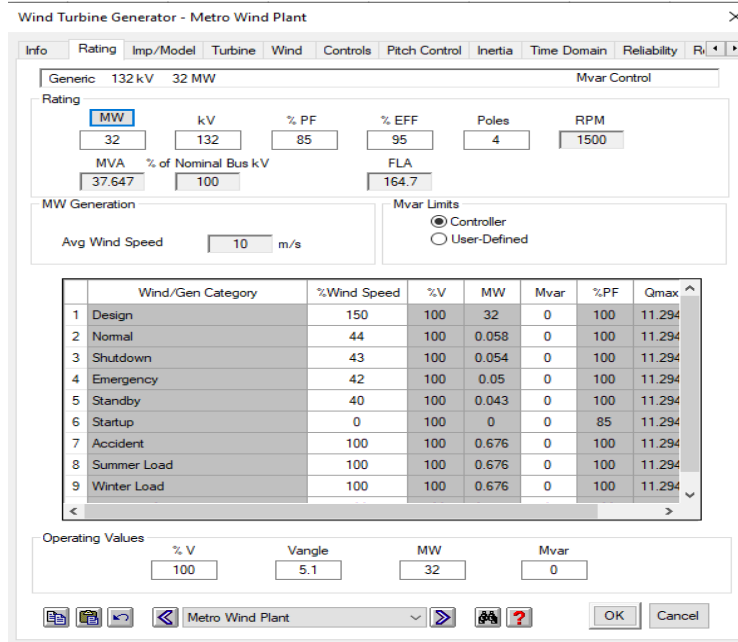 Wind Turbine Generator - Metro Wind Plant
Info Rating Imp/Model Turbine Wind Controls Pitch Control Inertia Time Domain Reliability
Generic 132 kV 32 MW Mvar Control
Rating
MW kV % PF % EFF Poles RPM
32 132 85 95 4 1500
MVA % of Nominal Bus kV FLA
37.647 100 164.7
MW Generation Mvar Limits
Controller
Avg Wind Speed 10 m/s User-Defined
Wind/Gen Category %Wind Speed %V MW Mvar %PF Qmax
1 Design 150 100 32 0 100 11.294
2 Normal 44 100 0.058 0 100 11.294
3 Shutdown 43 100 0.054 0 100 11.294
4 Emergency 42 100 0.05 0 100 11.294
5 Standby 40 100 0.043 0 100 11.294
6 Startup 0 100 0 0 85 11.294
7 Accident 100 100 0.676 0 100 11.294
8 Summer Load 100 100 0.676 0 100 11.294
9 Winter Load 100 100 0.676 0 100 11.294
Operating Values
% V Vangle MW Mvar
100 5.1 32 0
Metro Wind Plant ? OK Cancel